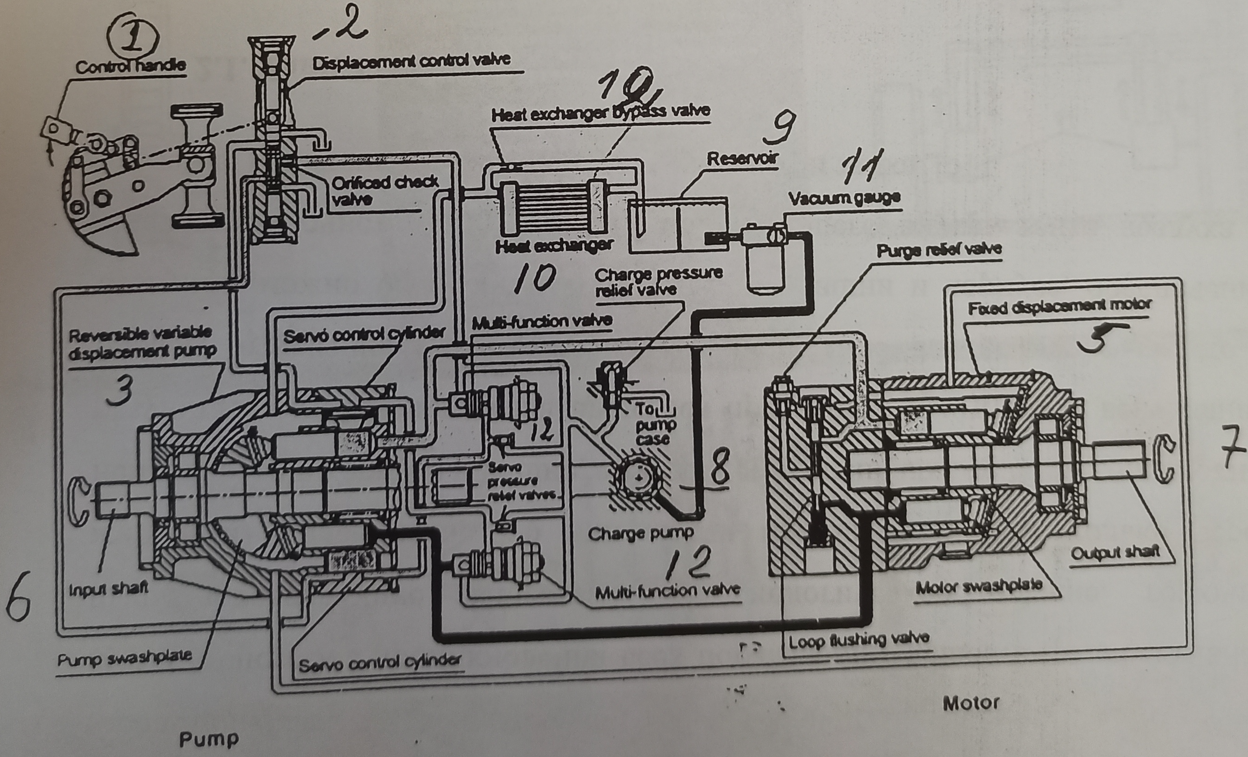 1
Control handle
2
Displacement control valve
Orificed check
valve
10
Heat exchanger bypass valve
Heat exchanger
10
9
Reservoir
11
Vacuum gauge
Purge relief valve
Charge pressure
relief valve
Fixed displacement motor
5
Reversible variable
displacement pump
3
Servo control cylinder
Multi-function valve
To
pump
case
12
Servo
pressure
relief valves
8
7
Charge pump
12
Multi-function valve
Output shaft
Motor swashplate
6
Input shaft
Loop flushing valve
Pump swashplate
Servo control cylinder
Motor
Pump